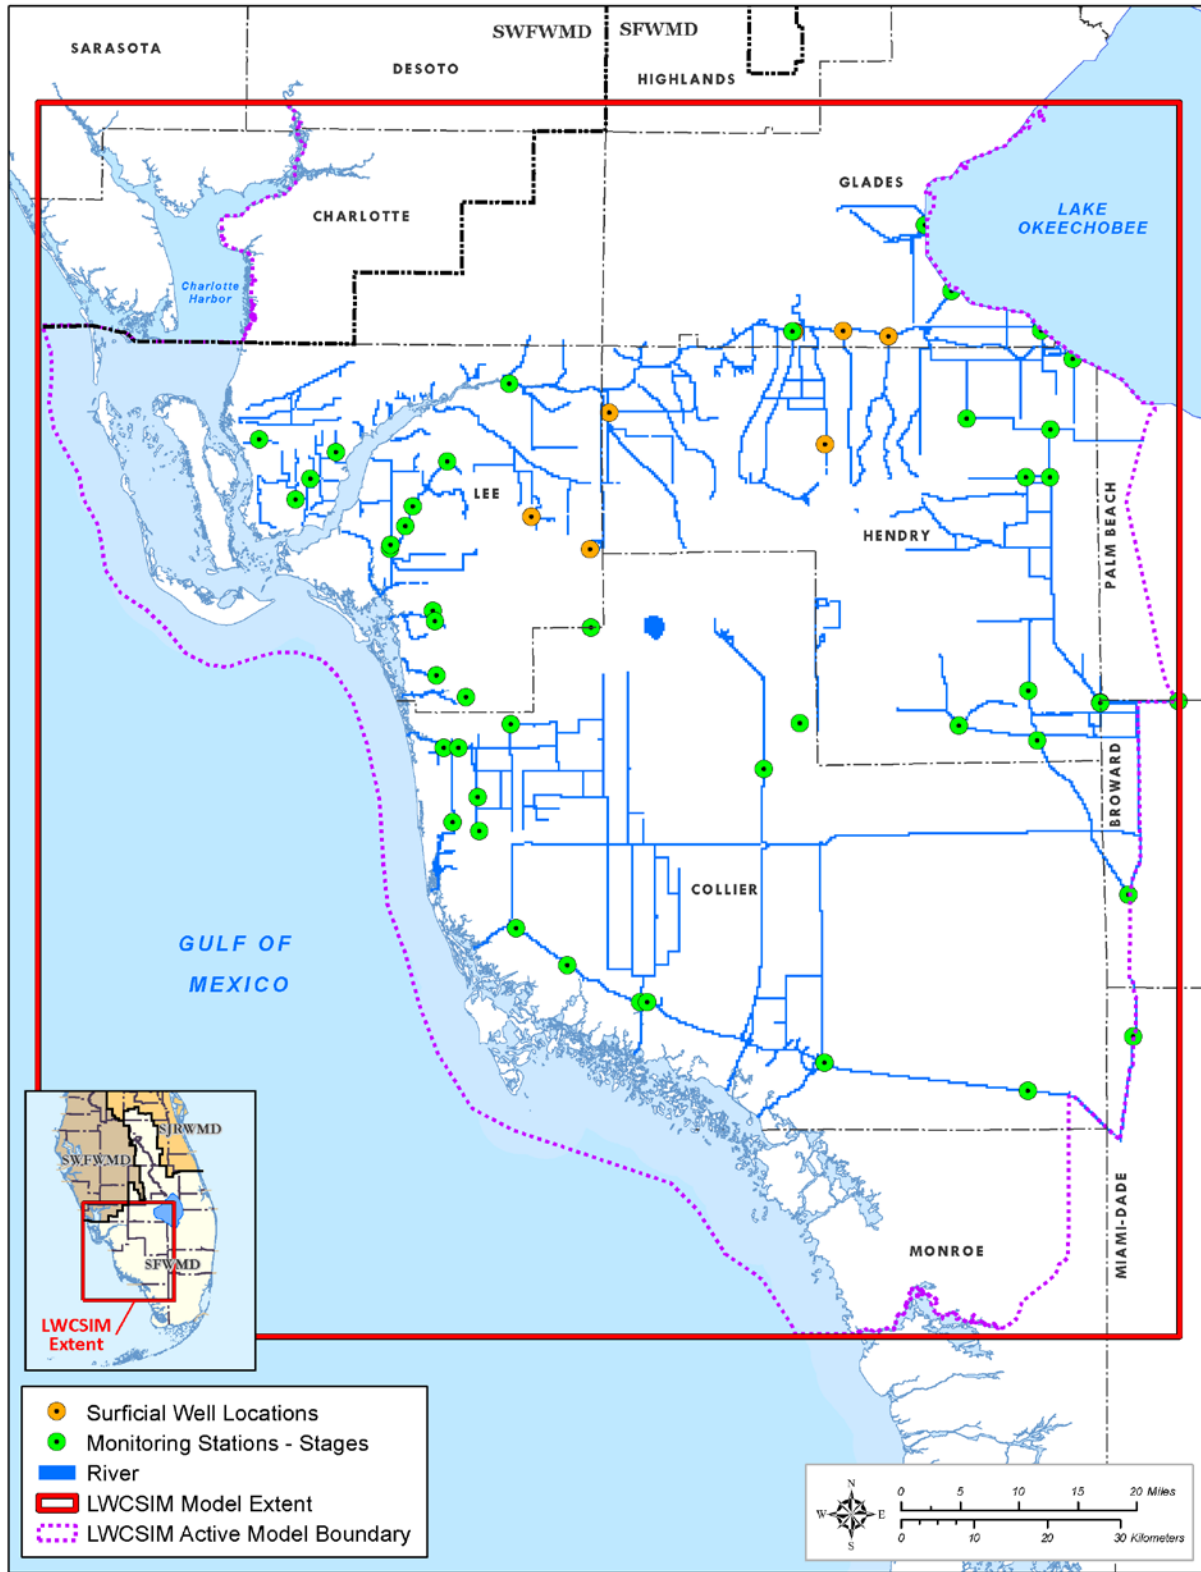 SWFWMD
SFWMD
SARASOTA
DESOTO
HIGHLANDS
GLADES
CHARLOTTE
LAKE
OKEECHOBEE
Charlotte
Harbor
LEE
HENDRY
PALM BEACH
BROWARD
COLLIER
GULF OF
MEXICO
MONROE
MIAMI-DADE
SJRWMD
SWFWMD
SFWMD
LWCSIM
Extent
Surficial Well Locations
Monitoring Stations - Stages
River
LWCSIM Model Extent
LWCSIM Active Model Boundary
N
W E
S
0 5 10 15 20 Miles
0 10 20 30 Kilometers